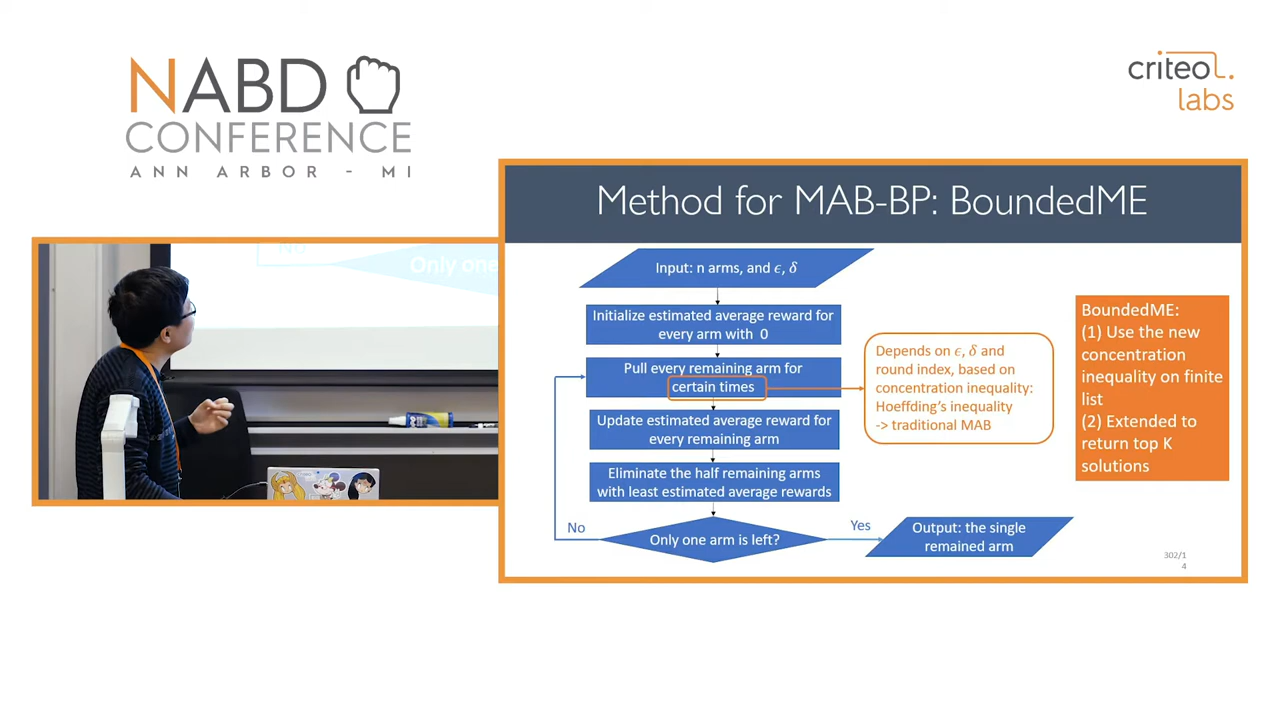 NABD
CONFERENCE
ANN ARBOR - MI
criteo
labs
Method for MAB-BP: BoundedME
Input: n arms, and ϵ, δ
Initialize estimated average reward for
every arm with 0
Pull every remaining arm for
certain times
Update estimated average reward for
every remaining arm
Eliminate the half remaining arms
with least estimated average rewards
No
Only one arm is left?
Yes
Output: the single
remained arm
Depends on ϵ, δ and
round index, based on
concentration inequality:
Hoeffding's inequality
-> traditional MAB
BoundedME:
(1) Use the new
concentration
inequality on finite
list
(2) Extended to
return top K
solutions
302/1
4
No
Only one